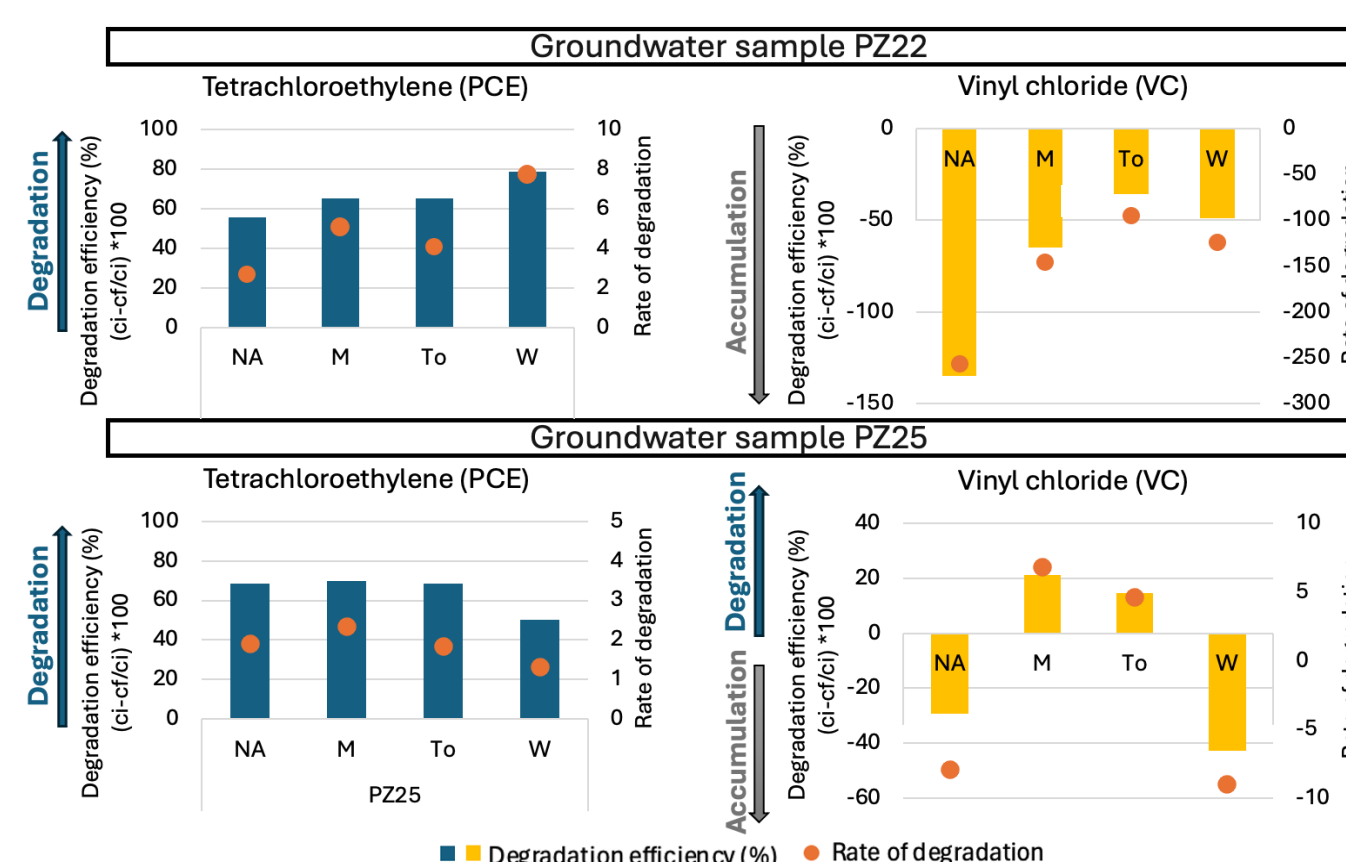 Groundwater sample PZ22
Tetrachloroethylene (PCE)
Degradation
Degradation efficiency (%)
(ci-cf/ci) *100
100
80
60
40
20
0
10
8
6
4
2
0
Rate of degradation
NA M To W
Vinyl chloride (VC)
Accumulation
Degradation efficiency (%)
(ci-cf/ci) *100
0
-50
-100
-150
NA M To W
0
-50
-100
-150
-200
-250
-300
Groundwater sample PZ25
Tetrachloroethylene (PCE)
Degradation
Degradation efficiency (%)
(ci-cf/ci) *100
100
80
60
40
20
0
5
4
3
2
1
0
Rate of degradation
NA M To W
PZ25
Vinyl chloride (VC)
Degradation
Accumulation
Degradation efficiency (%)
(ci-cf/ci) *100
40
20
0
-20
-40
-60
NA M To W
10
5
0
-5
-10
Degradation efficiency (%) Rate of degradation